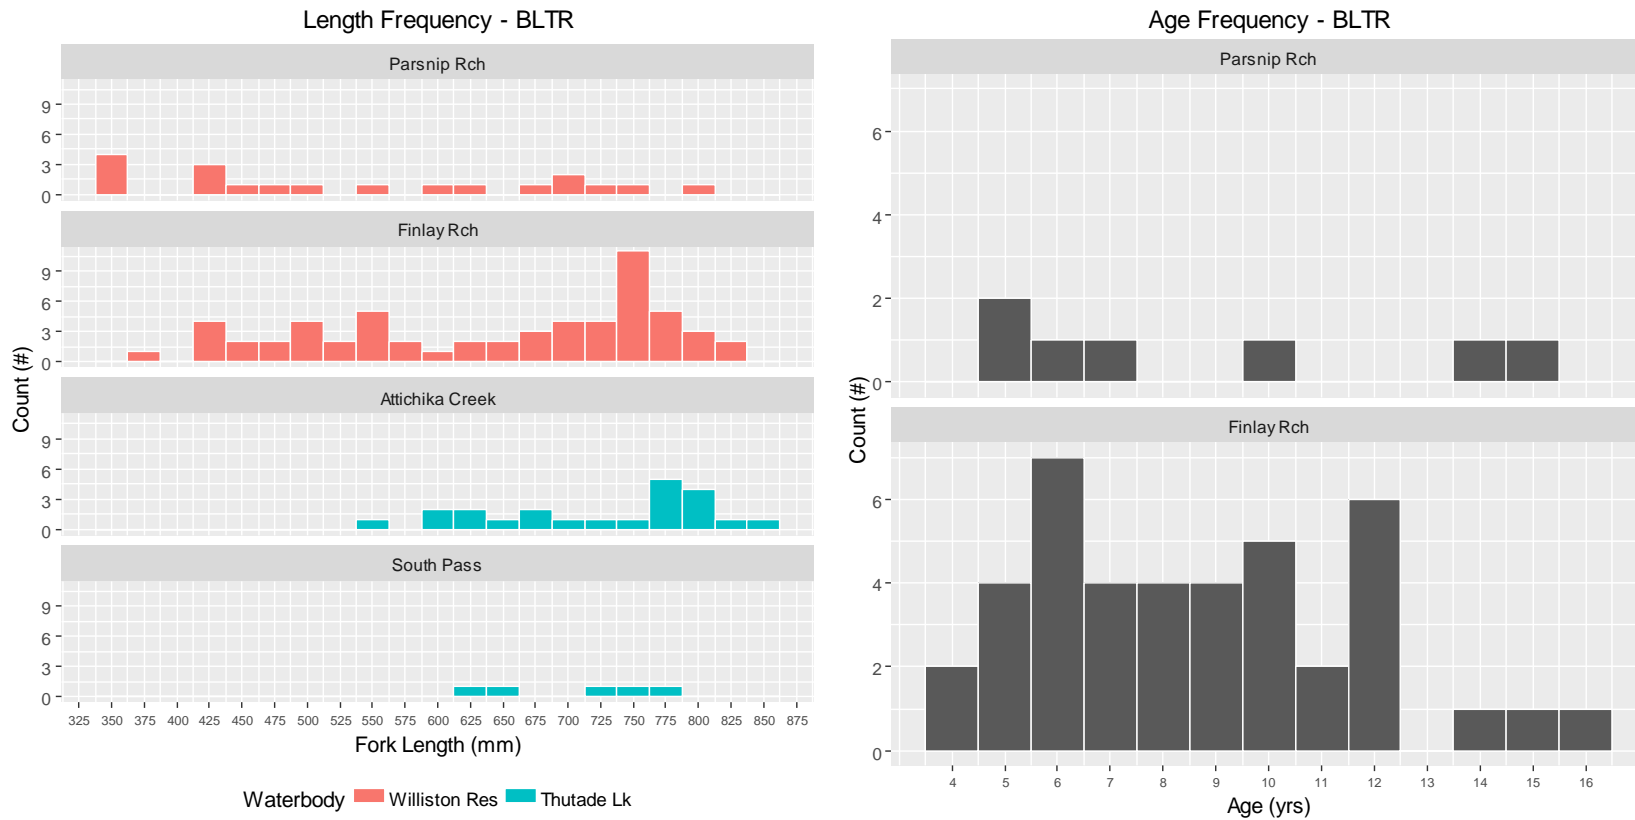 Length Frequency - BLTR
Parsnip Rch
9
6
3
0
Finlay Rch
9
6
3
0
Attichika Creek
9
6
3
0
South Pass
9
6
3
0
Count (#)
325 350 375 400 425 450 475 500 525 550 575 600 625 650 675 700 725 750 775 800 825 850 875
Fork Length (mm)
Waterbody Williston Res Thutade Lk
Age Frequency - BLTR
Parsnip Rch
6
4
2
0
Finlay Rch
6
4
2
0
Count (#)
4 5 6 7 8 9 10 11 12 13 14 15 16
Age (yrs)